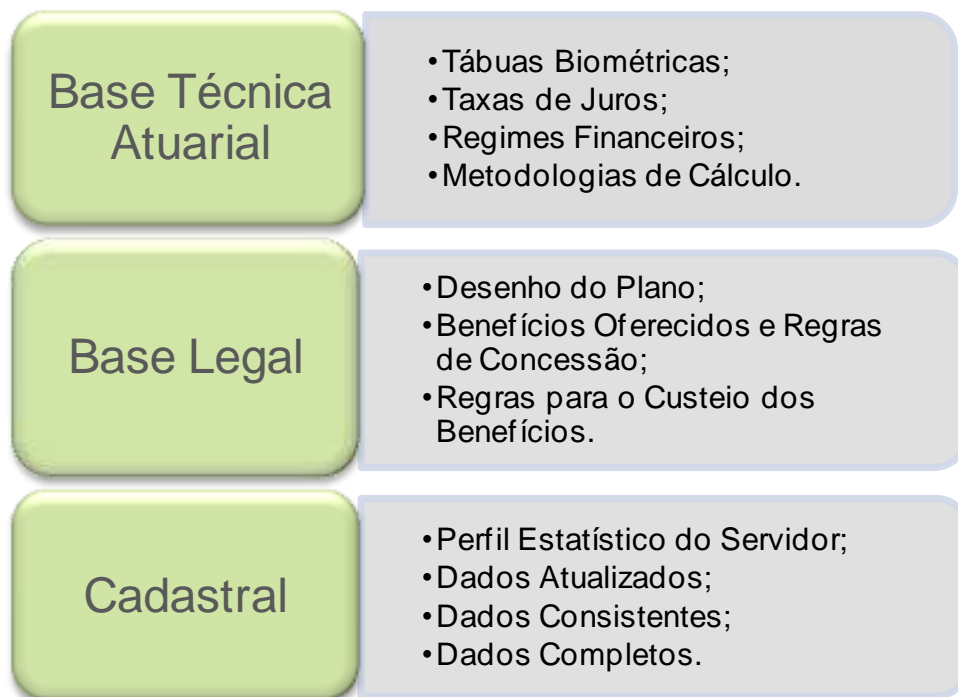 Base Técnica
Atuarial
•Tábuas Biométricas;
•Taxas de Juros;
•Regimes Financeiros;
•Metodologias de Cálculo.
Base Legal
•Desenho do Plano;
•Benefícios Oferecidos e Regras
de Concessão;
•Regras para o Custeio dos
Benefícios.
Cadastral
•Perfil Estatístico do Servidor;
•Dados Atualizados;
•Dados Consistentes;
•Dados Completos.